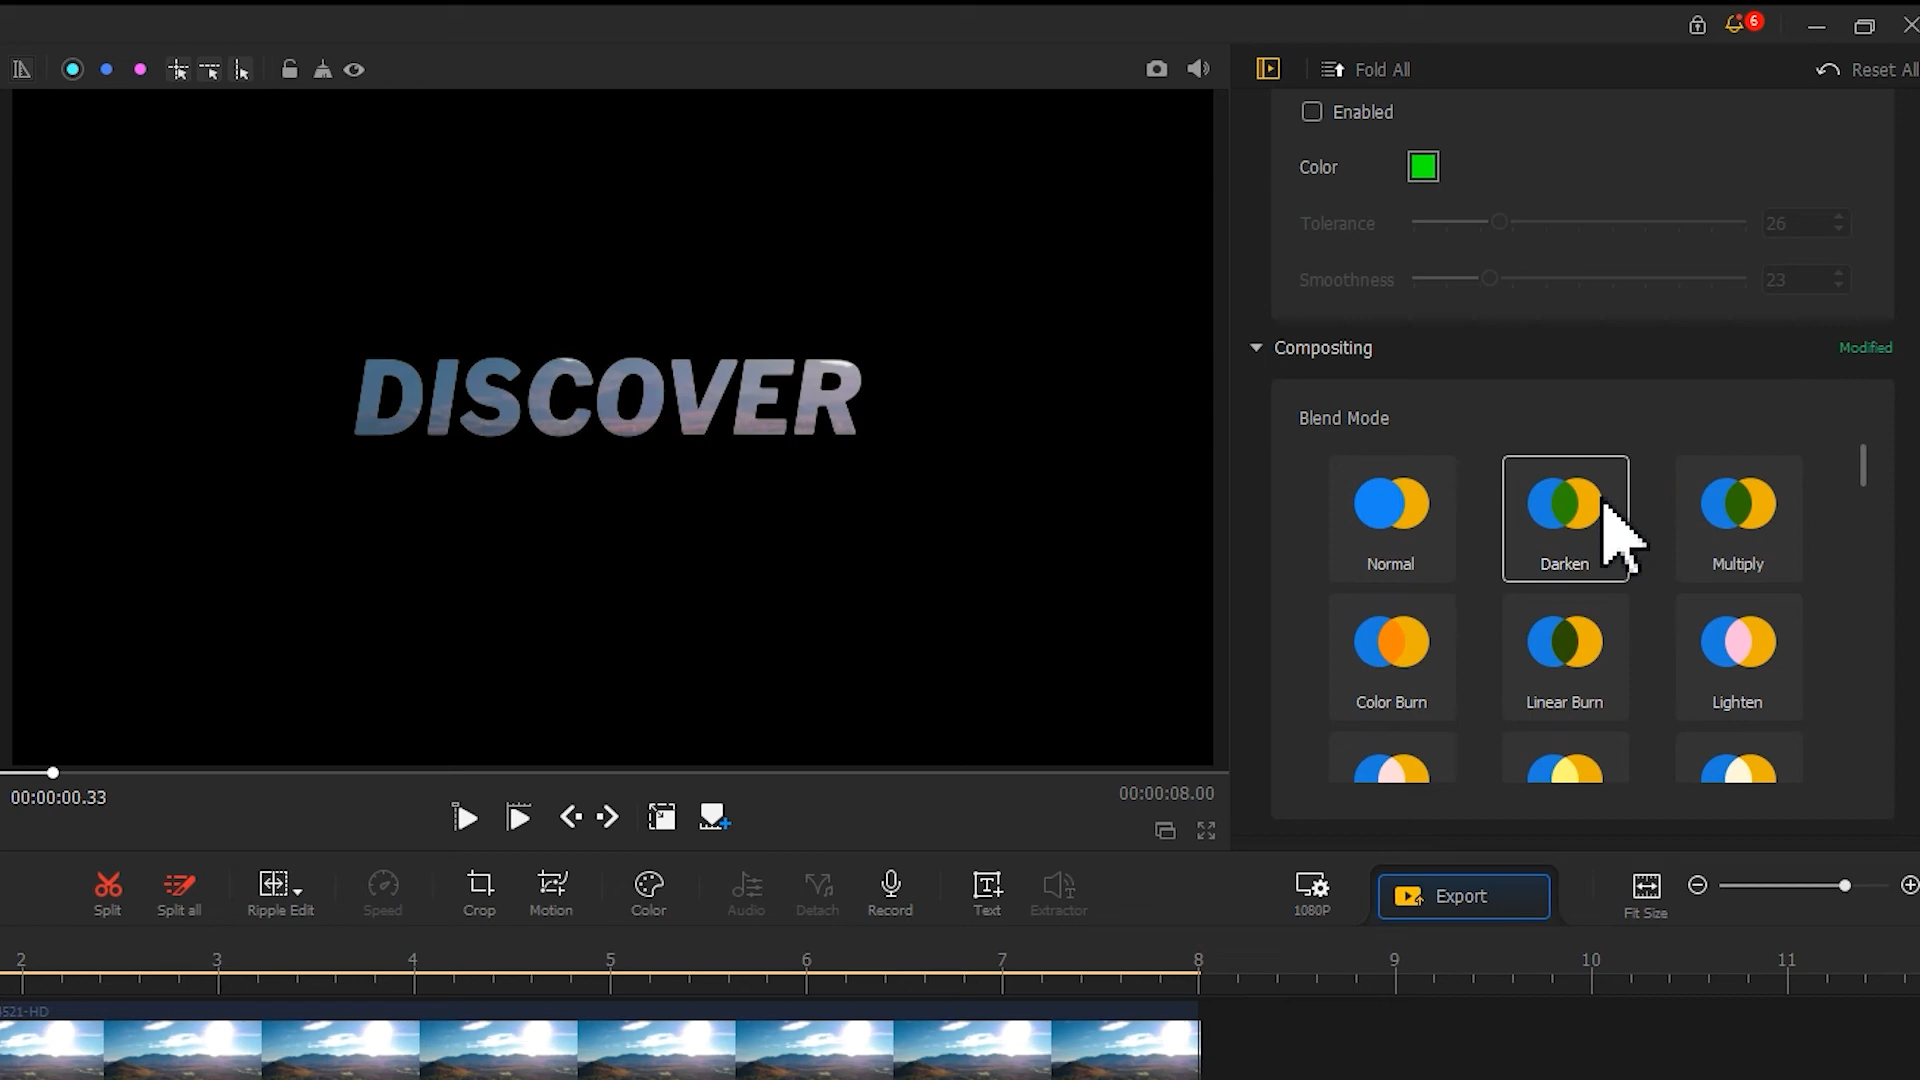 6
Fold All
Reset All
Enabled
Color
Tolerance
26
Smoothness
23
Compositing
Modified
DISCOVER
Blend Mode
Normal
Darken
Multiply
Color Burn
Linear Burn
Lighten
00:00:00.33
00:00:08.00
Split
Split all
Ripple Edit
Speed
Crop
Motion
Color
Audio
Detach
Record
Text
Extractor
1080P
Export
Fit Size
2 3 4 5 6 7 8 9 10 11
521-HD